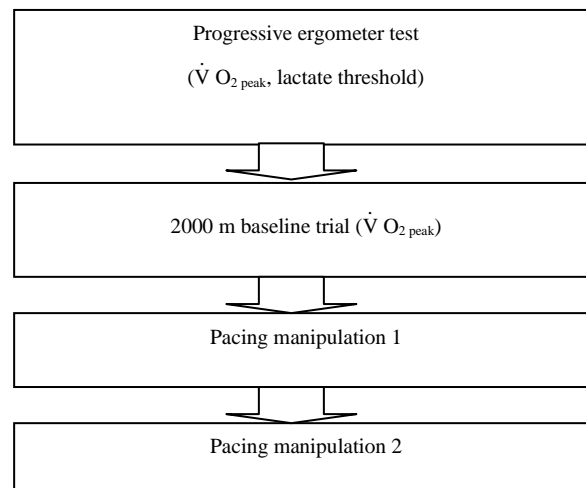 Progressive ergometer test
(V̇ O₂ peak, lactate threshold)
2000 m baseline trial (V̇ O₂ peak)
Pacing manipulation 1
Pacing manipulation 2